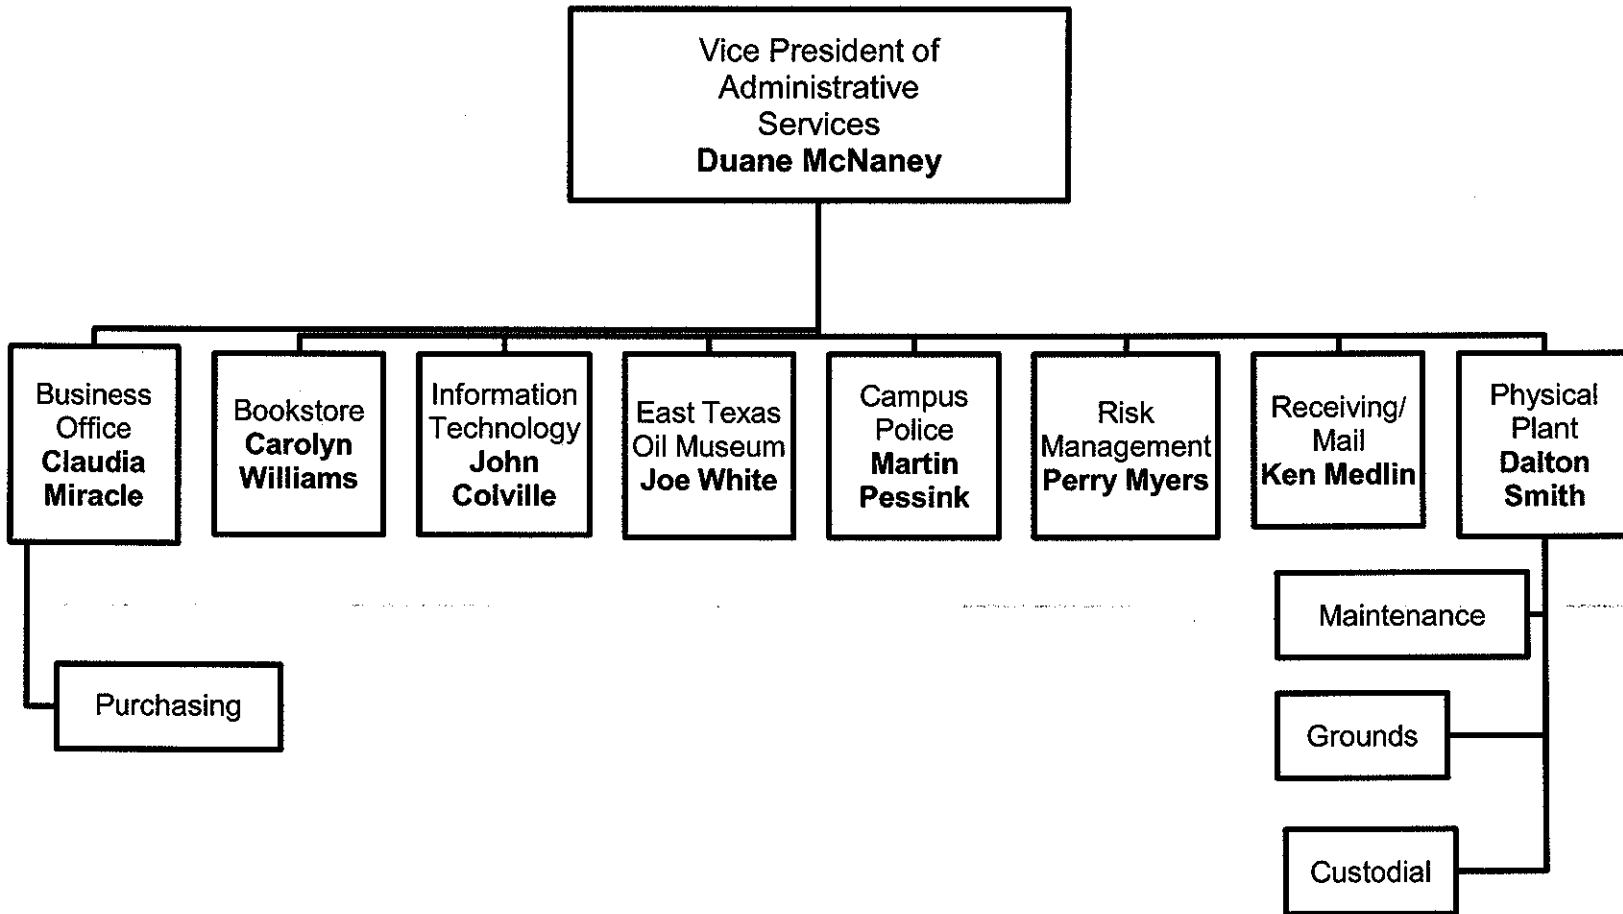 Vice President of
Administrative
Services
Duane McNaney
Business
Office
Claudia
Miracle
Bookstore
Carolyn
Williams
Information
Technology
John
Colville
East Texas
Oil Museum
Joe White
Campus
Police
Martin
Pessink
Risk
Management
Perry Myers
Receiving/
Mail
Ken Medlin
Physical
Plant
Dalton
Smith
Maintenance
Purchasing
Grounds
Custodial